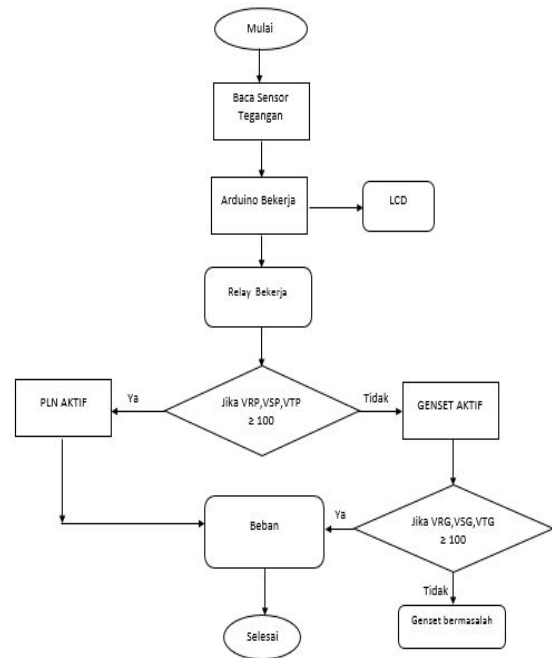 Mulai
Baca Sensor
Tegangan
Arduino Bekerja
LCD
Relay Bekerja
PLN AKTIF
Ya
Jika VRP,VSP,VTP
≥ 100
Tidak
GENSET AKTIF
Beban
Ya
Jika VRG,VSG,VTG
≥ 100
Tidak
Selesai
Genset bermasalah